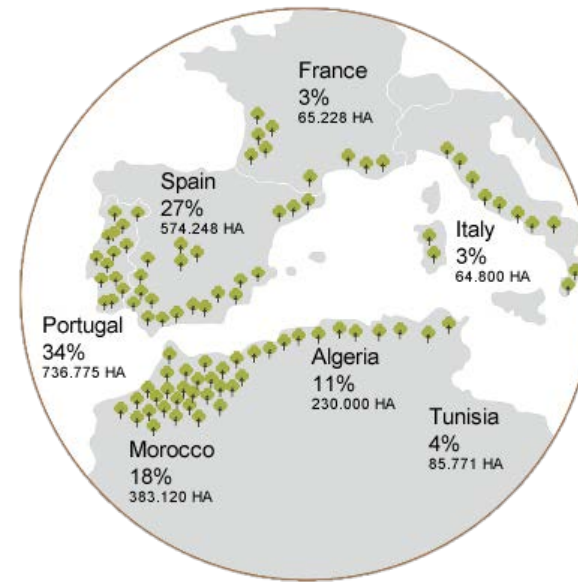 France
3%
65.228 HA
Spain
27%
574.248 HA
Italy
3%
64.800 HA
Portugal
34%
736.775 HA
Algeria
11%
230.000 HA
Tunisia
4%
85.771 HA
Morocco
18%
383.120 HA